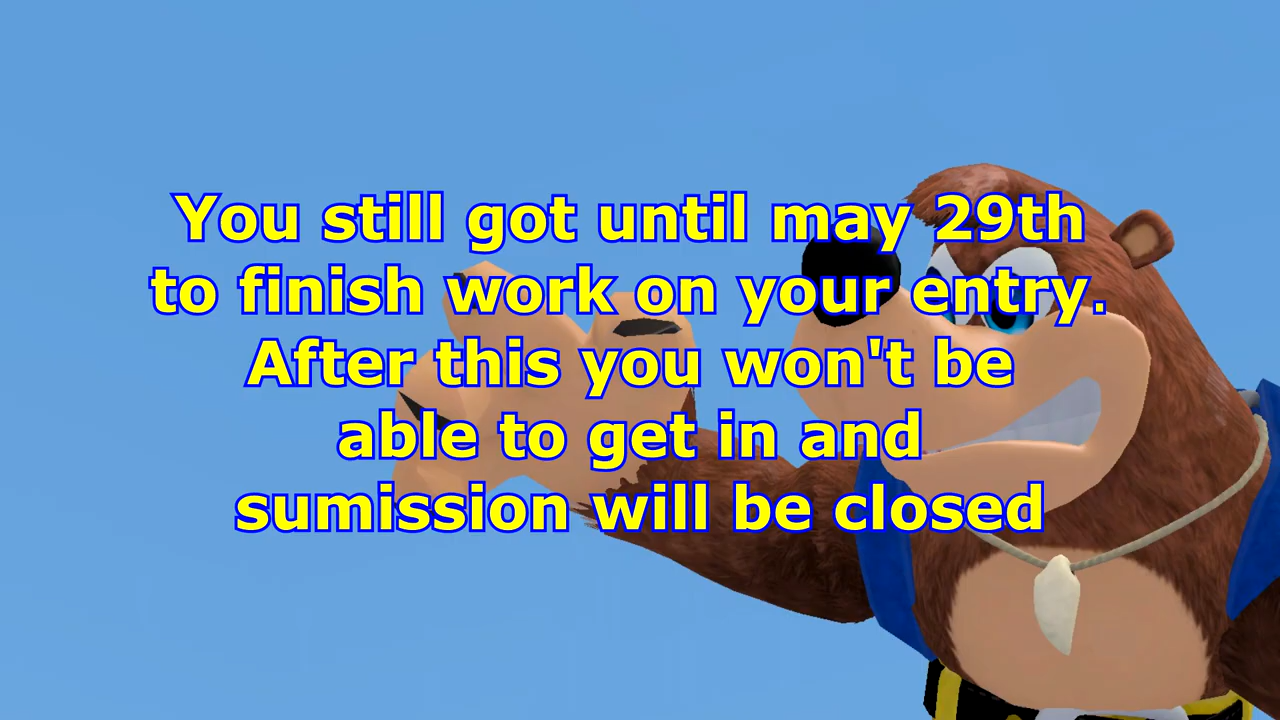 You still got until may 29th
to finish work on your entry.
After this you won't be
able to get in and
sumission will be closed